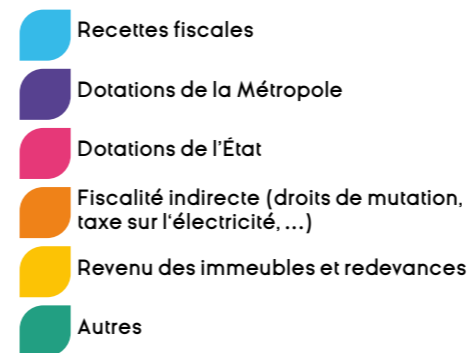 Recettes fiscales
Dotations de la Métropole
Dotations de l'État
Fiscalité indirecte (droits de mutation,
taxe sur l'électricité, ...)
Revenu des immeubles et redevances
Autres